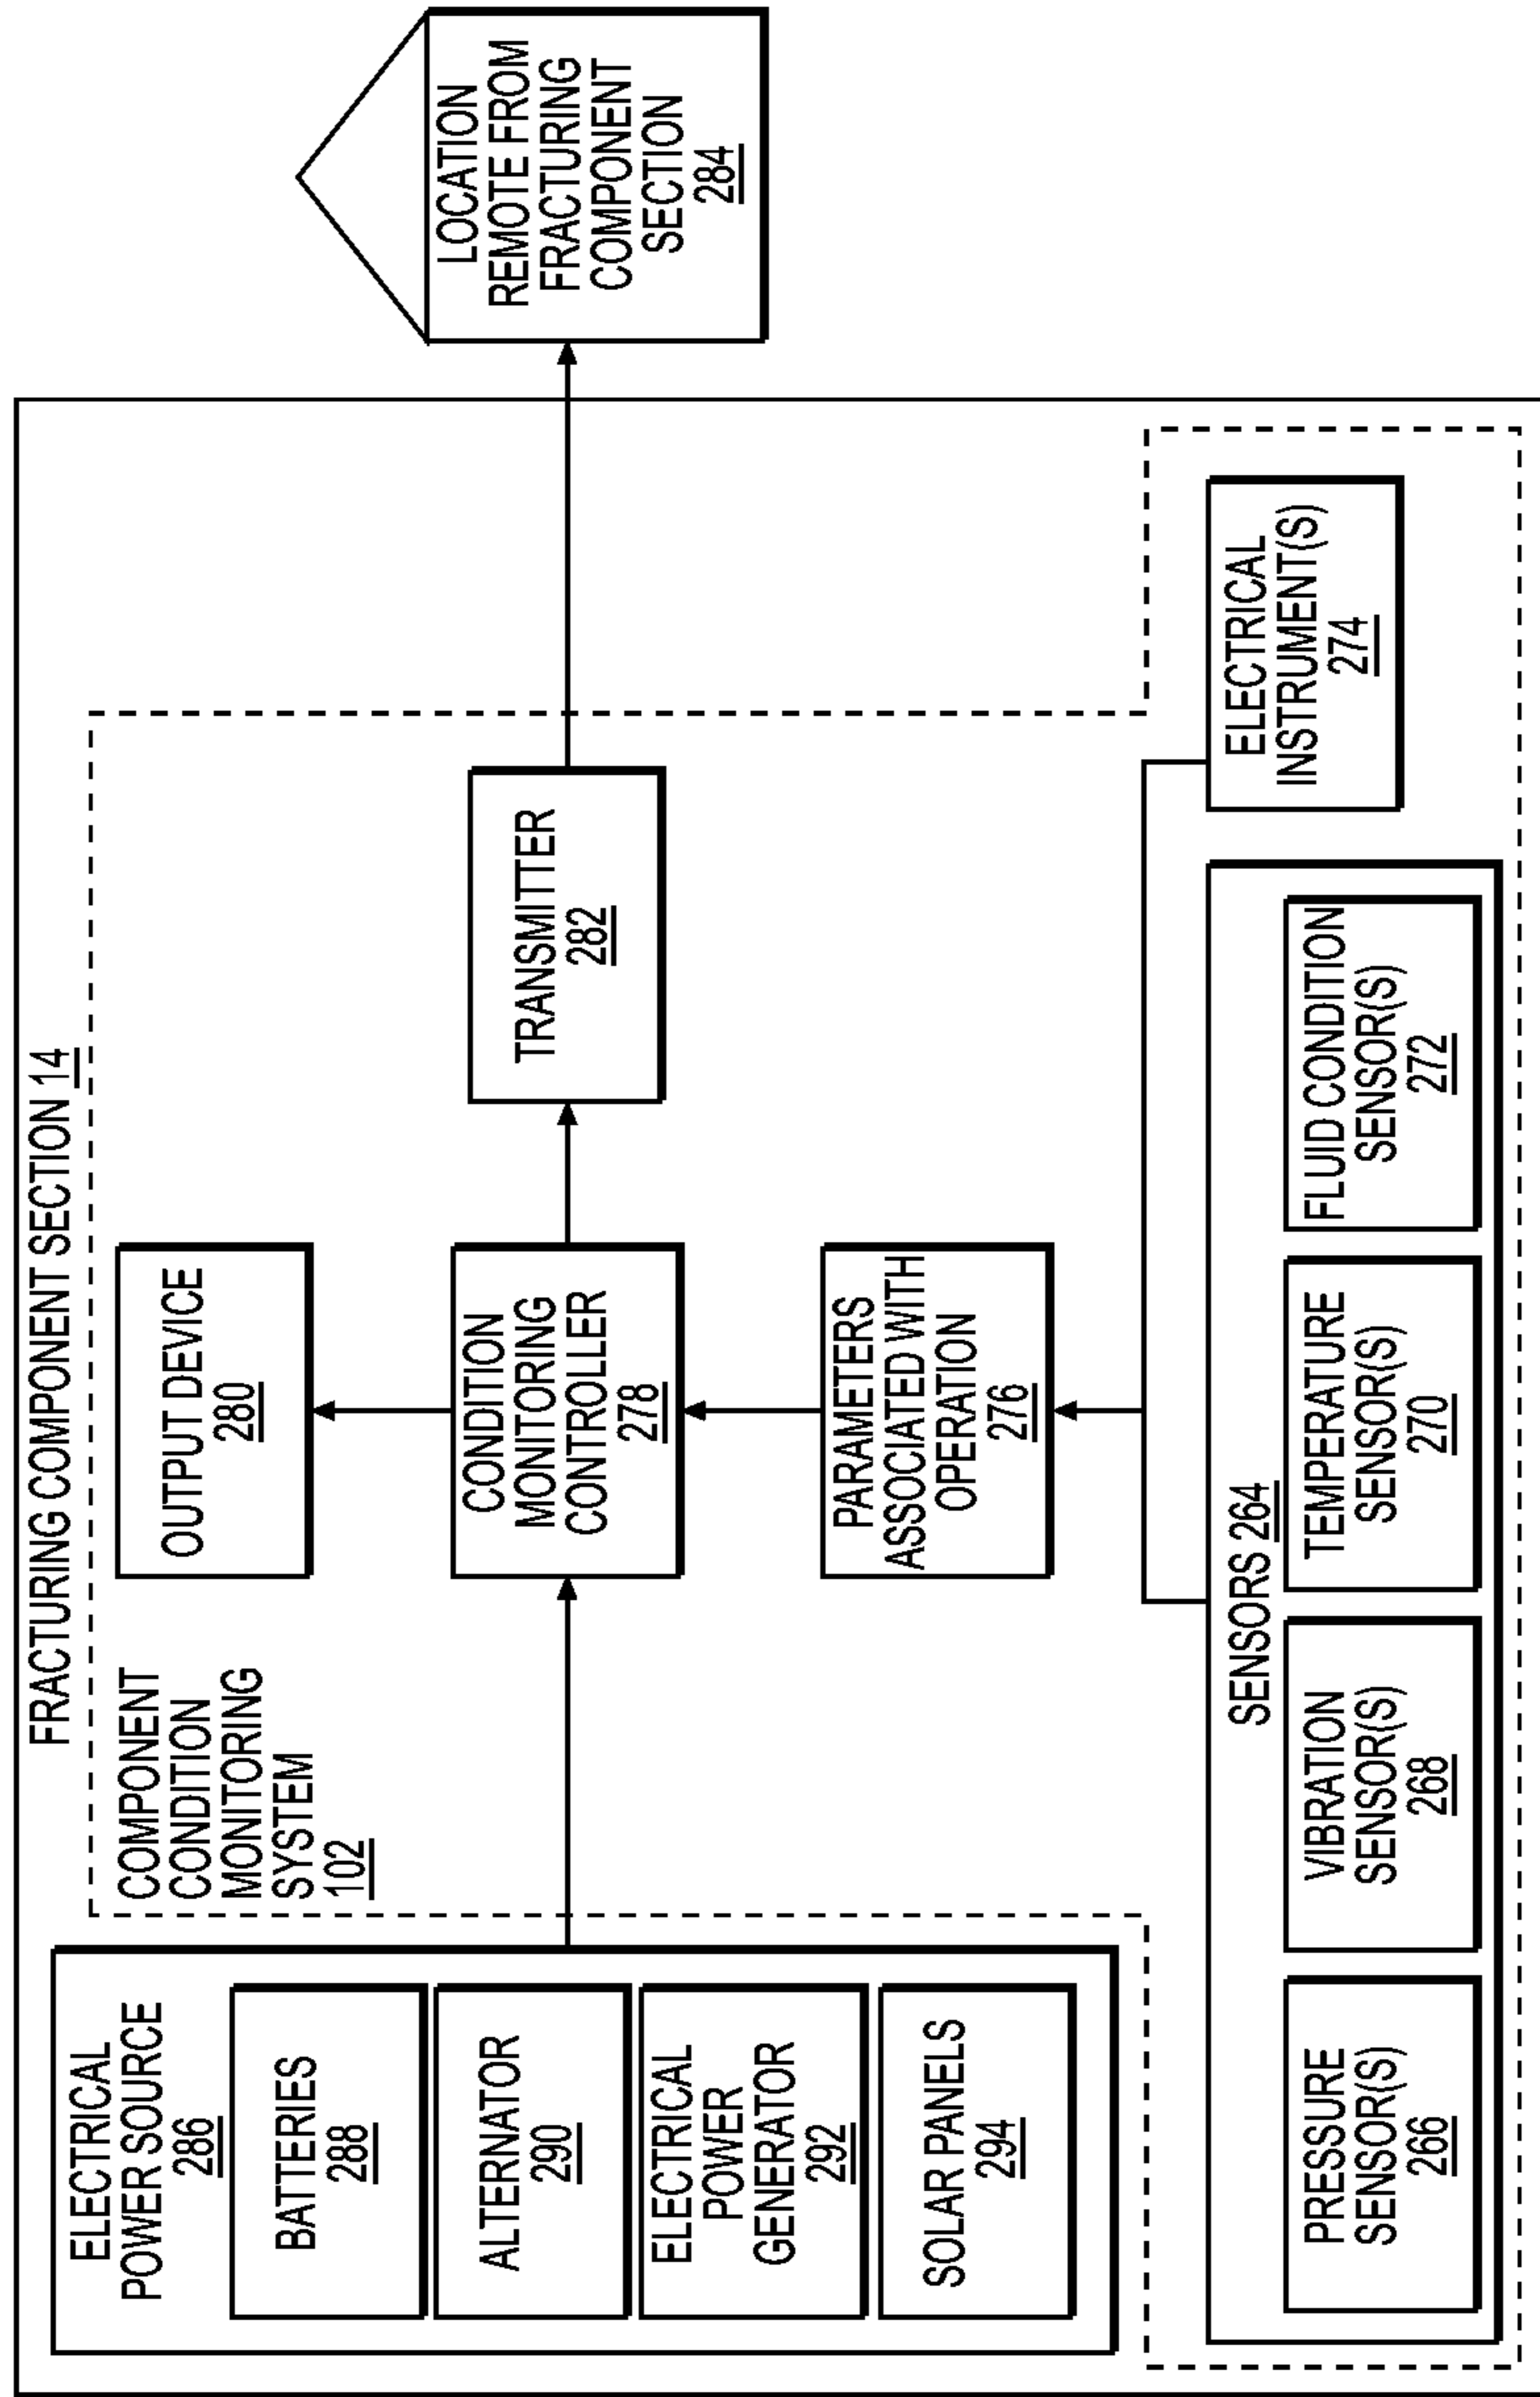 FRACTURING COMPONENT SECTION 14
ELECTRICAL
POWER SOURCE
286
BATTERIES
288
ALTERNATOR
290
ELECTRICAL
POWER
GENERATOR
292
SOLAR PANELS
294
COMPONENT
CONDITION
MONITORING
SYSTEM
102
OUTPUT DEVICE
280
CONDITION
MONITORING
CONTROLLER
278
PARAMETERS
ASSOCIATED WITH
OPERATION
276
TRANSMITTER
282
LOCATION
REMOTE FROM
FRACTURING
COMPONENT
SECTION
284
SENSORS 264
PRESSURE
SENSOR(S)
266
VIBRATION
SENSOR(S)
268
TEMPERATURE
SENSOR(S)
270
FLUID CONDITION
SENSOR(S)
272
ELECTRICAL
INSTRUMENT(S)
274